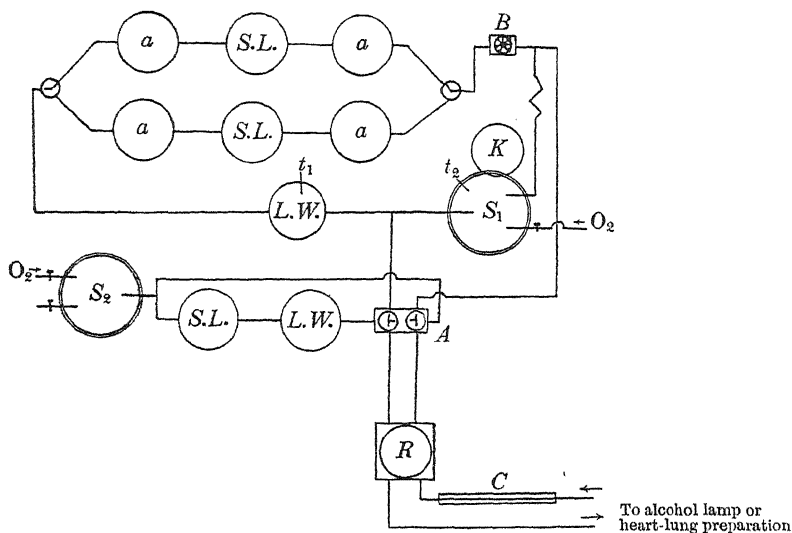 B
a
S.L.
a
a
S.L.
a
K
t₁
t₂
L.W.
S₁
O₂
O₂
S₂
S.L.
L.W.
A
R
C
To alcohol lamp or
heart-lung preparation